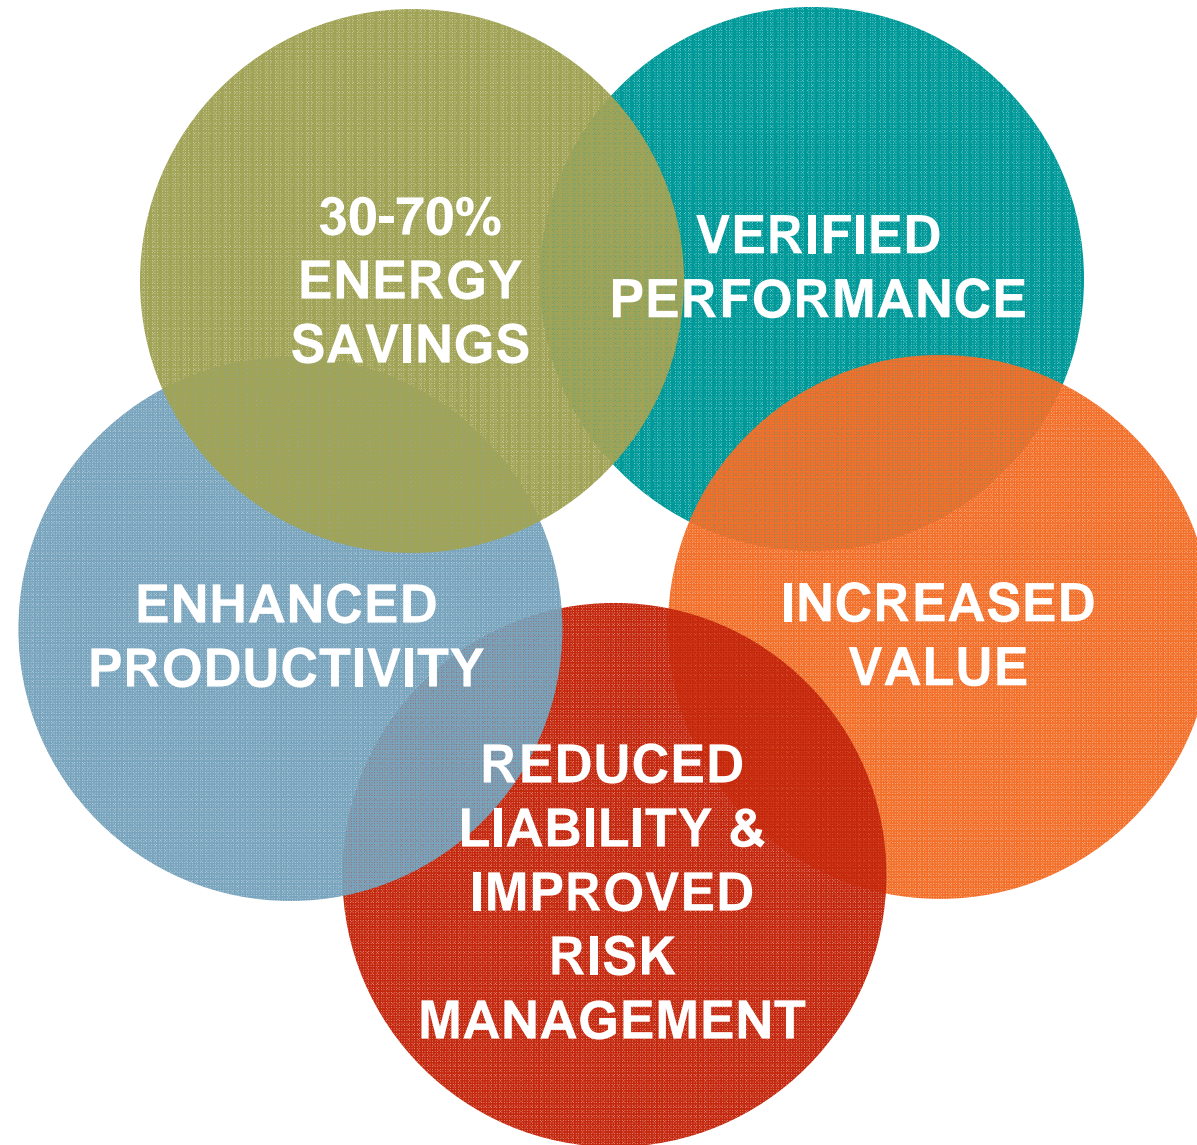 30-70%
ENERGY
SAVINGS
VERIFIED
PERFORMANCE
ENHANCED
PRODUCTIVITY
INCREASED
VALUE
REDUCED
LIABILITY &
IMPROVED
RISK
MANAGEMENT